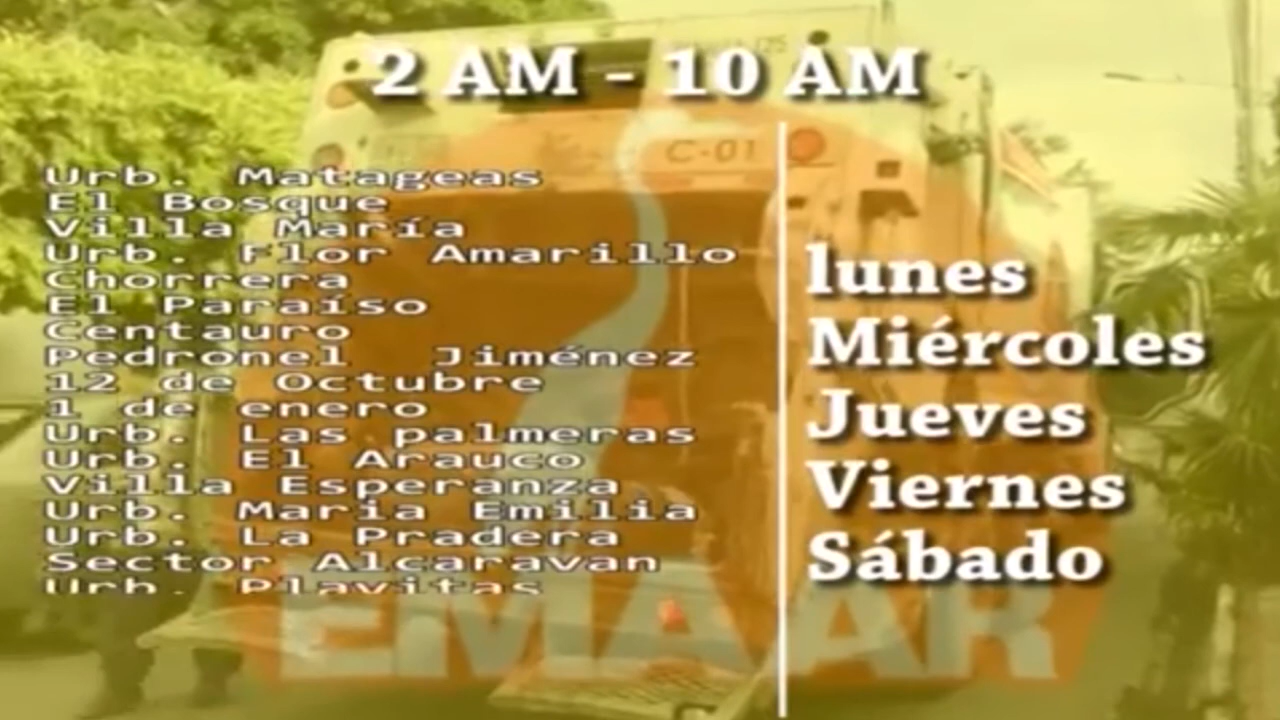 2 AM - 10 AM
C-01
Urb. Matageas
El Bosque
Villa María
Urb. Flor Amarillo
Chorrera
El Paraíso
Centauro
Pedronel Jiménez
12 de Octubre
1 de enero
Urb. Las palmeras
Urb. El Arauco
Villa Esperanza
Urb. Maria Emilia
Urb. La Pradera
Sector Alcaravan
Urb. Playitas
lunes
Miércoles
Jueves
Viernes
Sábado
EMAAR